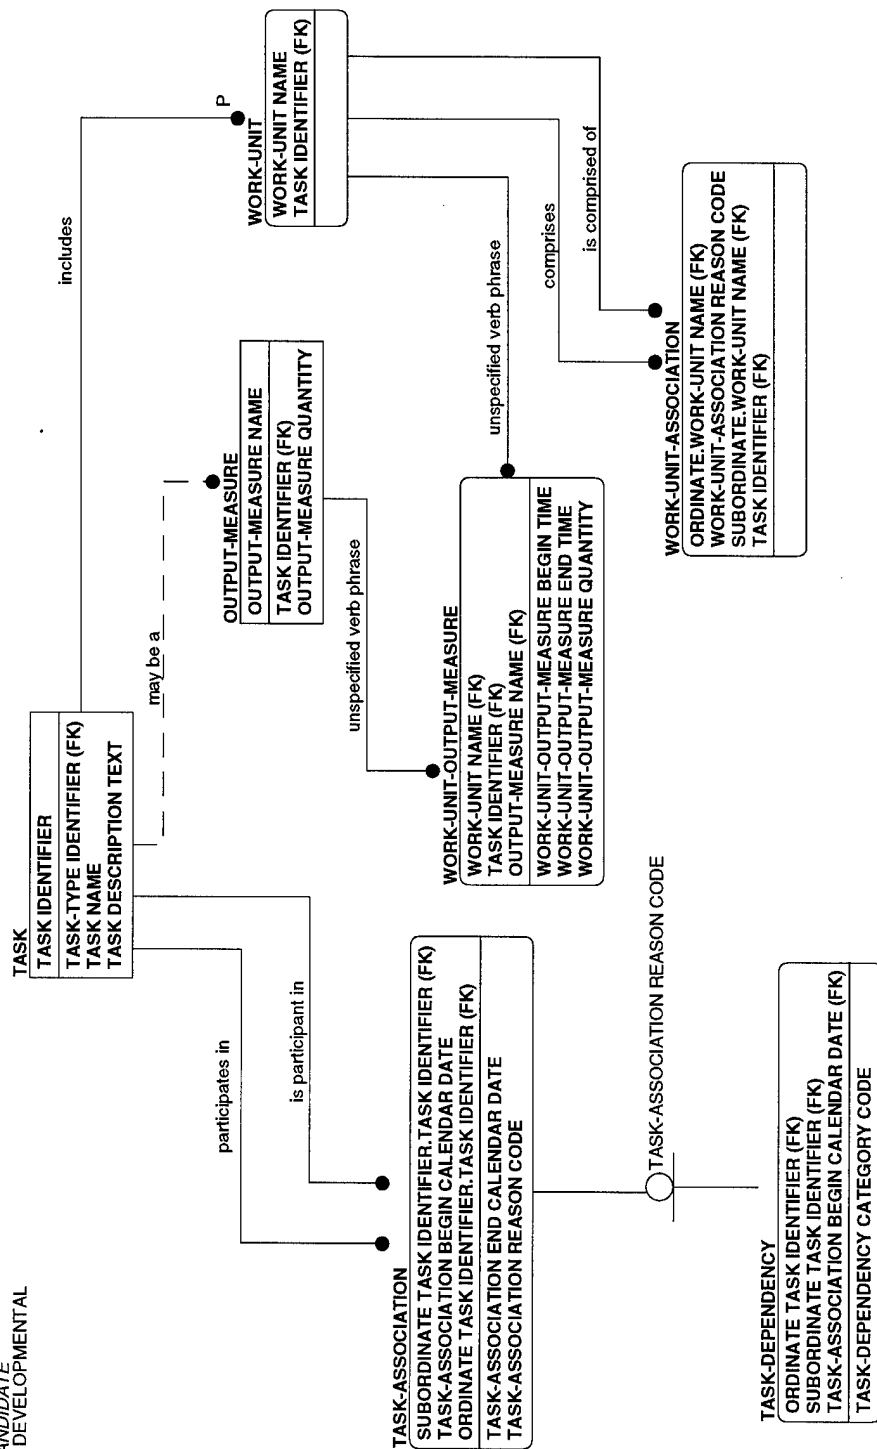 ANDIDATE
DEVELOPMENTAL
TASK
TASK IDENTIFIER
TASK-TYPE IDENTIFIER (FK)
TASK NAME
TASK DESCRIPTION TEXT
includes
may be a
participates in
is participant in
P
WORK-UNIT
WORK-UNIT NAME
TASK IDENTIFIER (FK)
OUTPUT-MEASURE
OUTPUT-MEASURE NAME
TASK IDENTIFIER (FK)
OUTPUT-MEASURE QUANTITY
unspecified verb phrase
unspecified verb phrase
comprises
is comprised of
TASK-ASSOCIATION
SUBORDINATE TASK IDENTIFIER.TASK IDENTIFIER (FK)
TASK-ASSOCIATION BEGIN CALENDAR DATE
ORDINATE TASK IDENTIFIER.TASK IDENTIFIER (FK)
TASK-ASSOCIATION END CALENDAR DATE
TASK-ASSOCIATION REASON CODE
WORK-UNIT-OUTPUT-MEASURE
WORK-UNIT NAME (FK)
TASK IDENTIFIER (FK)
OUTPUT-MEASURE NAME (FK)
WORK-UNIT-OUTPUT-MEASURE BEGIN TIME
WORK-UNIT-OUTPUT-MEASURE END TIME
WORK-UNIT-OUTPUT-MEASURE QUANTITY
WORK-UNIT-ASSOCIATION
ORDINATE.WORK-UNIT NAME (FK)
WORK-UNIT-ASSOCIATION REASON CODE
SUBORDINATE.WORK-UNIT NAME (FK)
TASK IDENTIFIER (FK)
TASK-ASSOCIATION REASON CODE
TASK-DEPENDENCY
ORDINATE TASK IDENTIFIER (FK)
SUBORDINATE TASK IDENTIFIER (FK)
TASK-ASSOCIATION BEGIN CALENDAR DATE (FK)
TASK-DEPENDENCY CATEGORY CODE